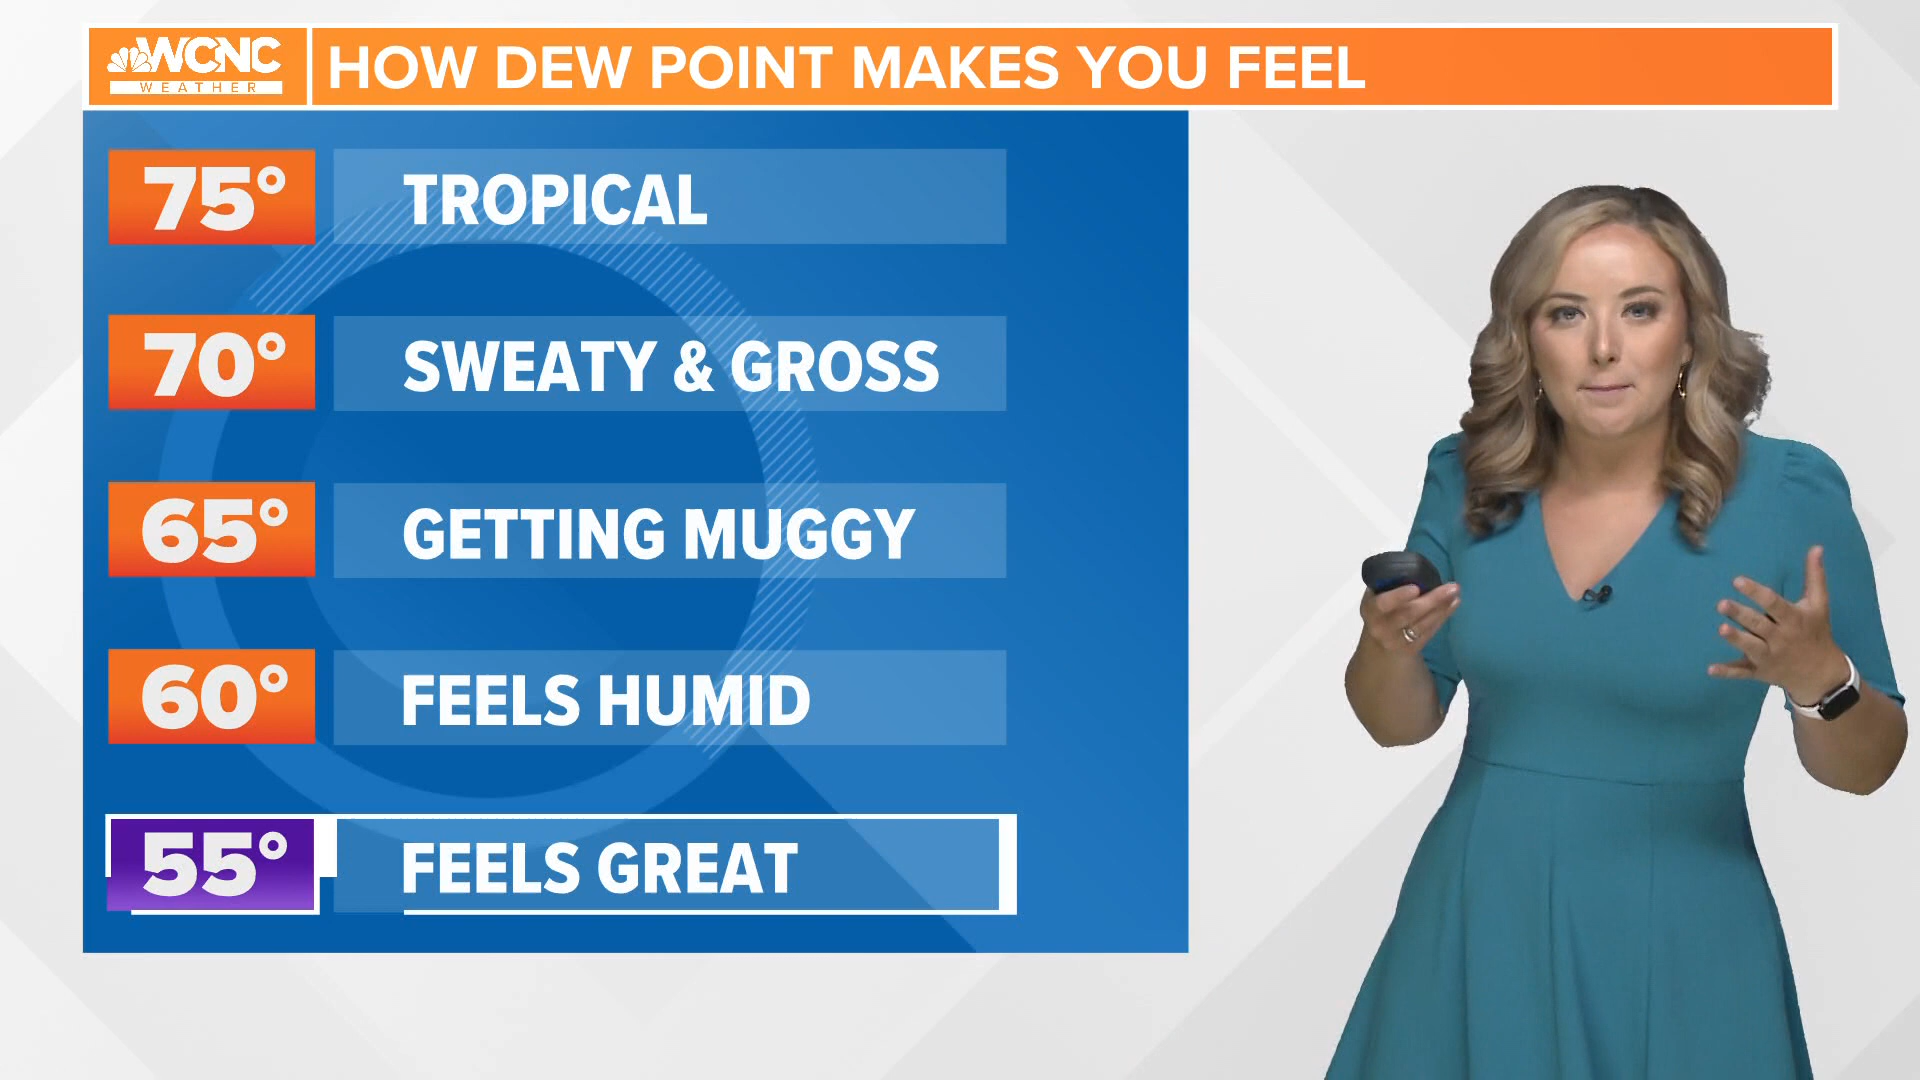 WCNC
WEATHER
HOW DEW POINT MAKES YOU FEEL
75° TROPICAL
70° SWEATY & GROSS
65° GETTING MUGGY
60° FEELS HUMID
55° FEELS GREAT